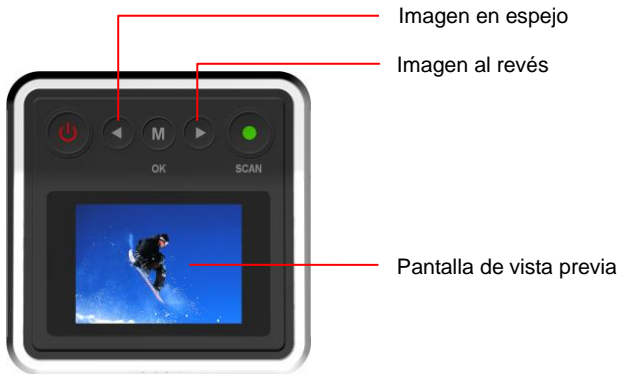 Imagen en espejo
Imagen al revés
M
OK
SCAN
Pantalla de vista previa